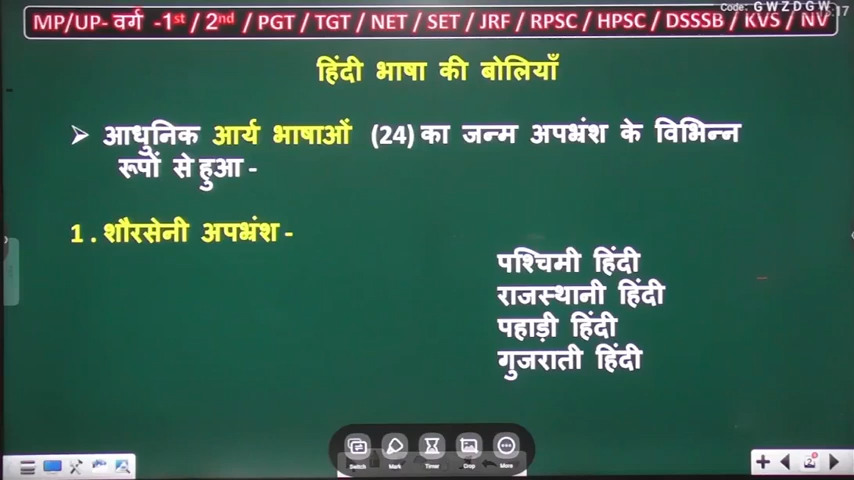 Code: GWZDGW
MP/UP- वर्ग -1st / 2nd / PGT / TGT / NET / SET / JRF / RPSC / HPSC / DSSSB / KVS / NV
हिंदी भाषा की बोलियाँ
➢ आधुनिक आर्य भाषाओं (24) का जन्म अपभ्रंश के विभिन्न
रूपों से हुआ -
1 . शौरसेनी अपभ्रंश -
पश्चिमी हिंदी
राजस्थानी हिंदी
पहाड़ी हिंदी
गुजराती हिंदी
Switch Mark Timer Crop More